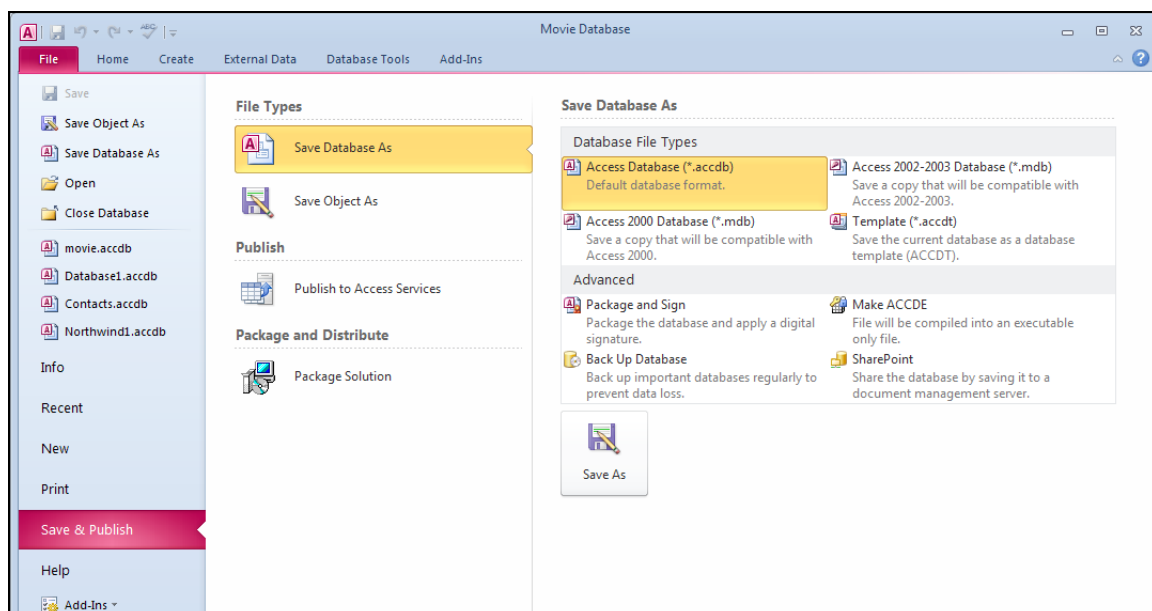 Movie Database
File Home Create External Data Database Tools Add-Ins
Save
Save Object As
Save Database As
Open
Close Database
movie.accdb
Database1.accdb
Contacts.accdb
Northwind1.accdb
Info
Recent
New
Print
Save & Publish
Help
Add-Ins
File Types
Save Database As
Save Object As
Publish
Publish to Access Services
Package and Distribute
Package Solution
Save Database As
Database File Types
Access Database (*.accdb)
Default database format.
Access 2002-2003 Database (*.mdb)
Save a copy that will be compatible with
Access 2002-2003.
Access 2000 Database (*.mdb)
Save a copy that will be compatible with
Access 2000.
Template (*.accdt)
Save the current database as a database
template (ACCDT).
Advanced
Package and Sign
Package the database and apply a digital
signature.
Make ACCDE
File will be compiled into an executable
only file.
Back Up Database
Back up important databases regularly to
prevent data loss.
SharePoint
Share the database by saving it to a
document management server.
Save As